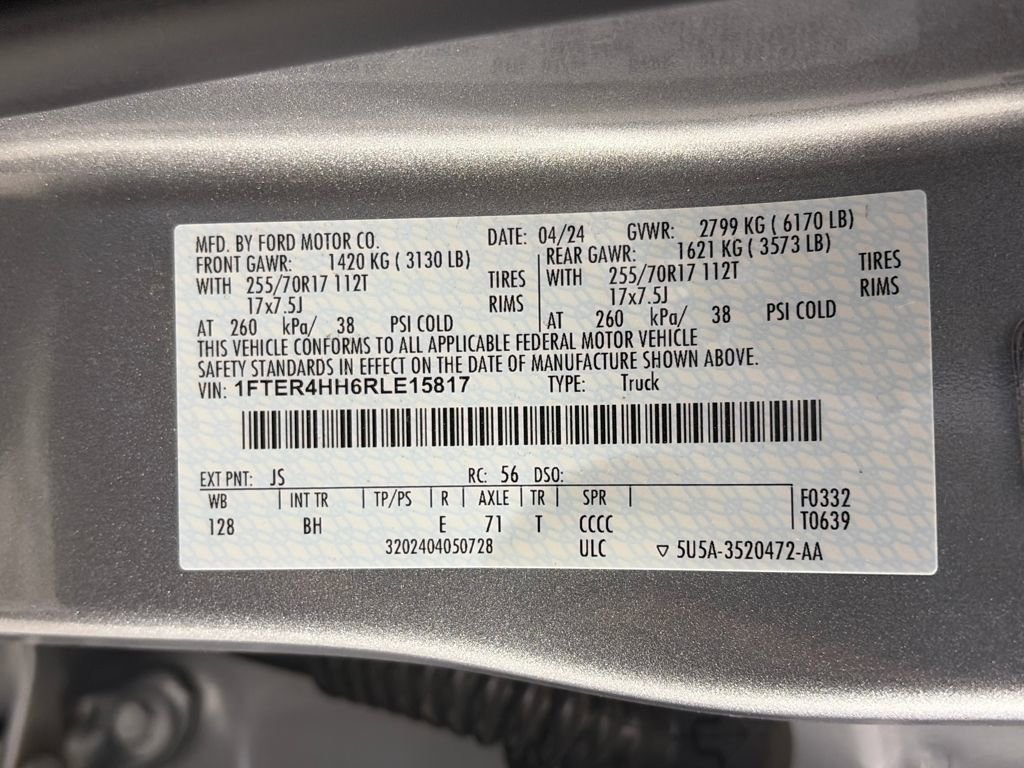 MFD. BY FORD MOTOR CO. DATE: 04/24 GVWR: 2799 KG ( 6170 LB)
FRONT GAWR: 1420 KG ( 3130 LB) REAR GAWR: 1621 KG ( 3573 LB)
WITH 255/70R17 112T TIRES WITH 255/70R17 112T TIRES
17x7.5J RIMS 17x7.5J RIMS
AT 260 kPa/ 38 PSI COLD AT 260 kPa/ 38 PSI COLD
THIS VEHICLE CONFORMS TO ALL APPLICABLE FEDERAL MOTOR VEHICLE
SAFETY STANDARDS IN EFFECT ON THE DATE OF MANUFACTURE SHOWN ABOVE.
VIN: 1FTER4HH6RLE15817 TYPE: Truck
EXT PNT: JS RC: 56 DSO:
WB INT TR TP/PS R AXLE TR SPR F0332
128 BH E 71 T CCCC T0639
3202404050728 ULC ▽ 5U5A-3520472-AA